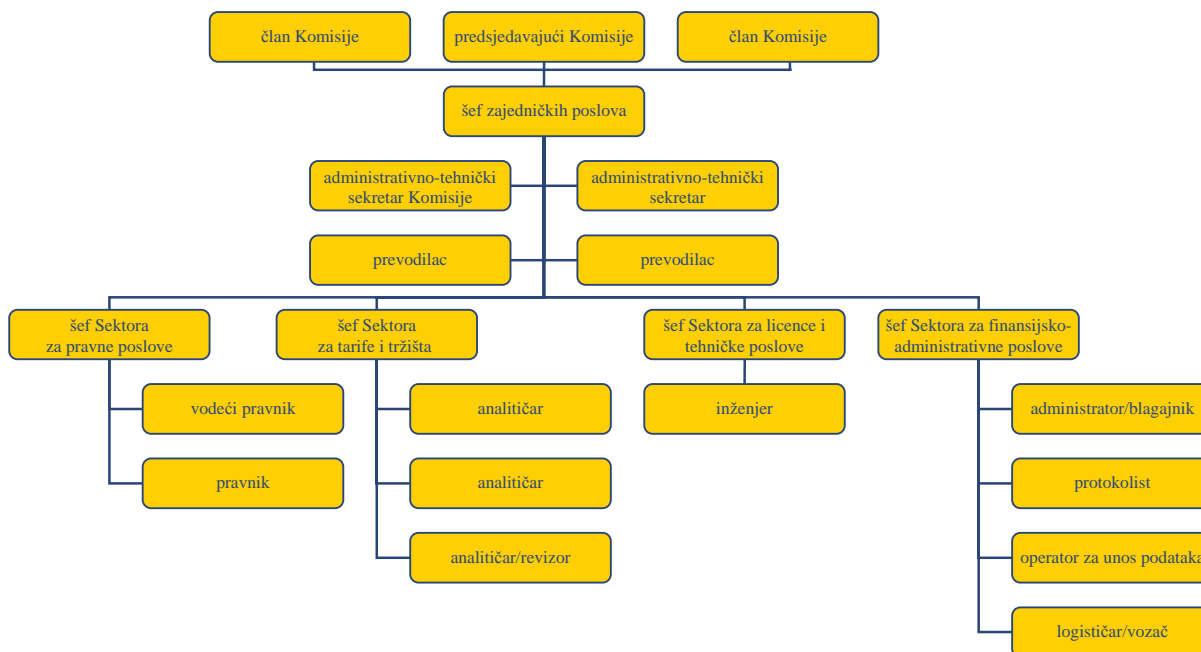 član Komisije
predsjedavajući Komisije
član Komisije
šef zajedničkih poslova
administrativno-tehnički
sekretar Komisije
administrativno-tehnički
sekretar
prevodilac
prevodilac
šef Sektora
za pravne poslove
šef Sektora
za tarife i tržišta
šef Sektora za licence i
tehničke poslove
šef Sektora za finansijsko-
administrativne poslove
vodeći pravnik
analitičar
inženjer
administrator/blagajnik
pravnik
analitičar
protokolist
analitičar/revizor
operator za unos podataka
logističar/vozač